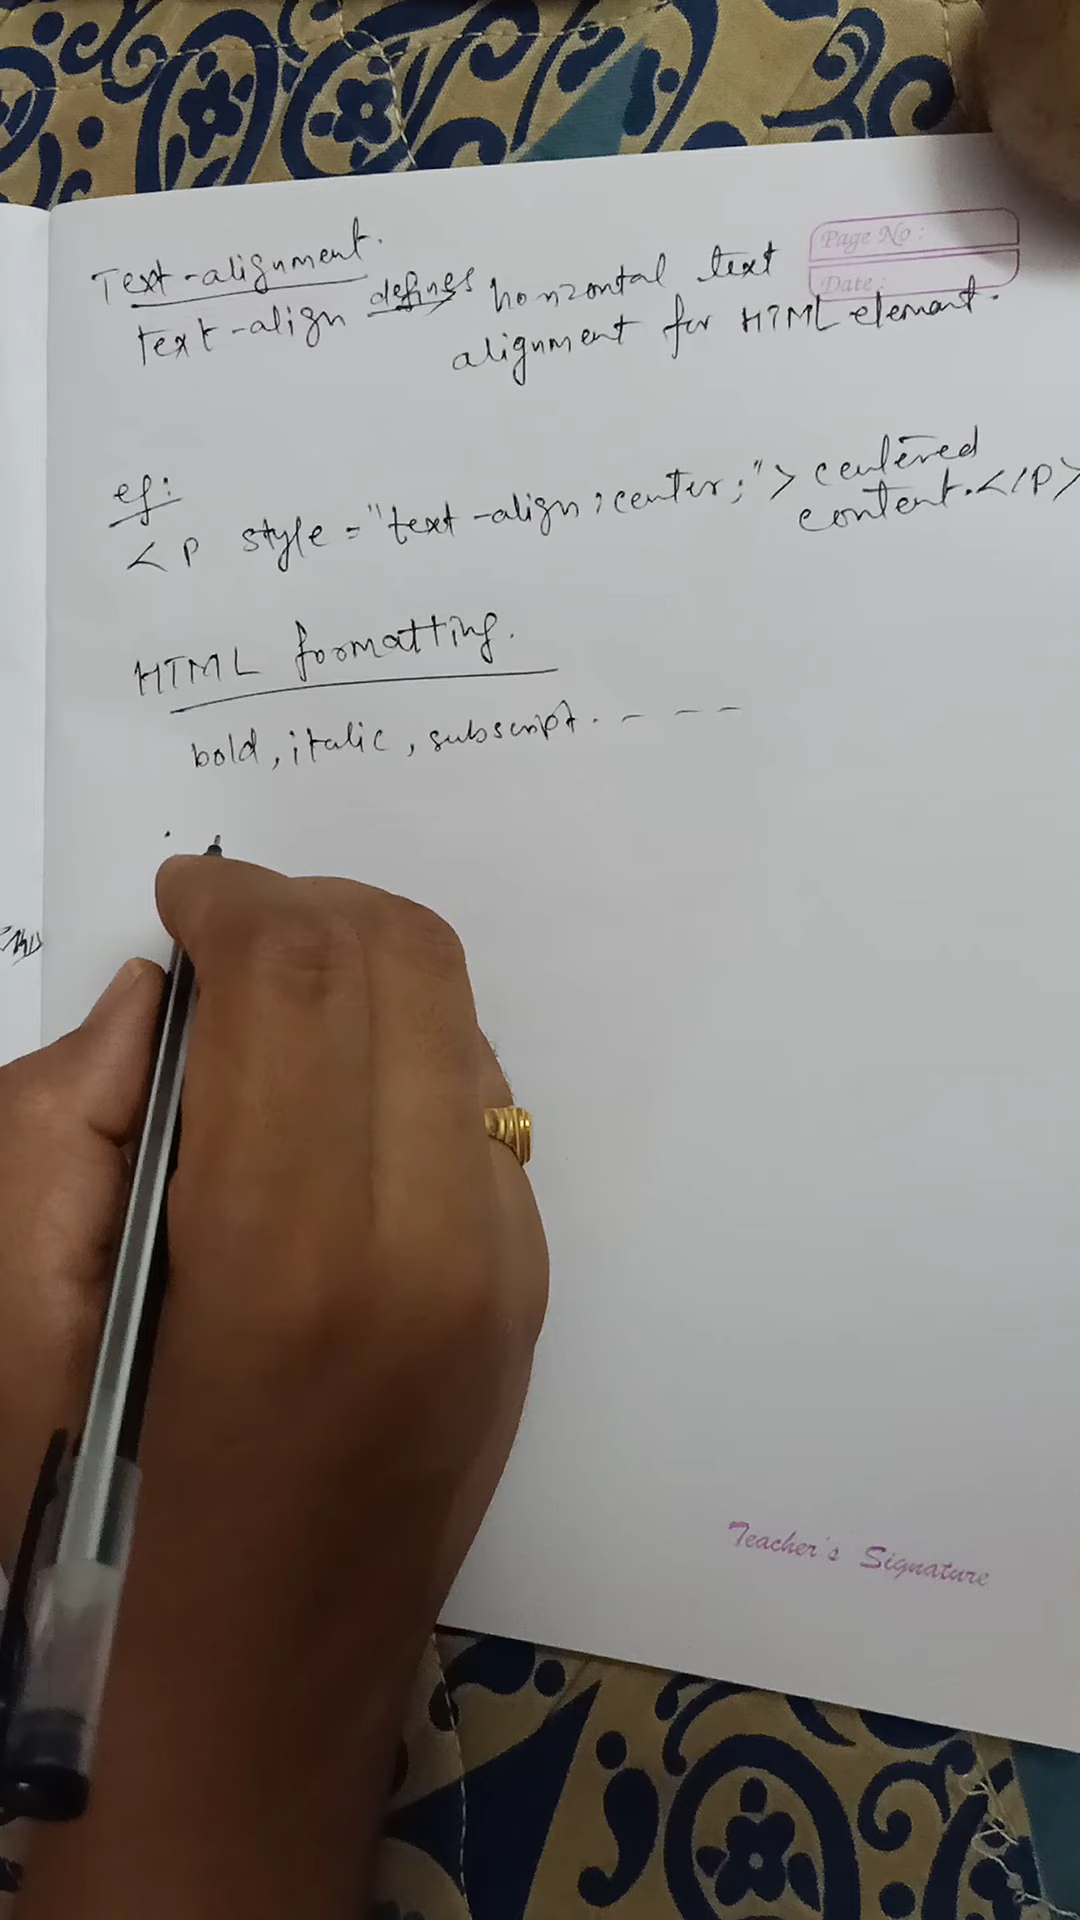 Page No :
Date :
Text-alignment.
text-align defines horizontal text
alignment for HTML element.
eg:
<P style="text-align:center;"> centered
content.</P>
HTML formatting.
bold, italic, subscript. - - - -
Teacher's Signature